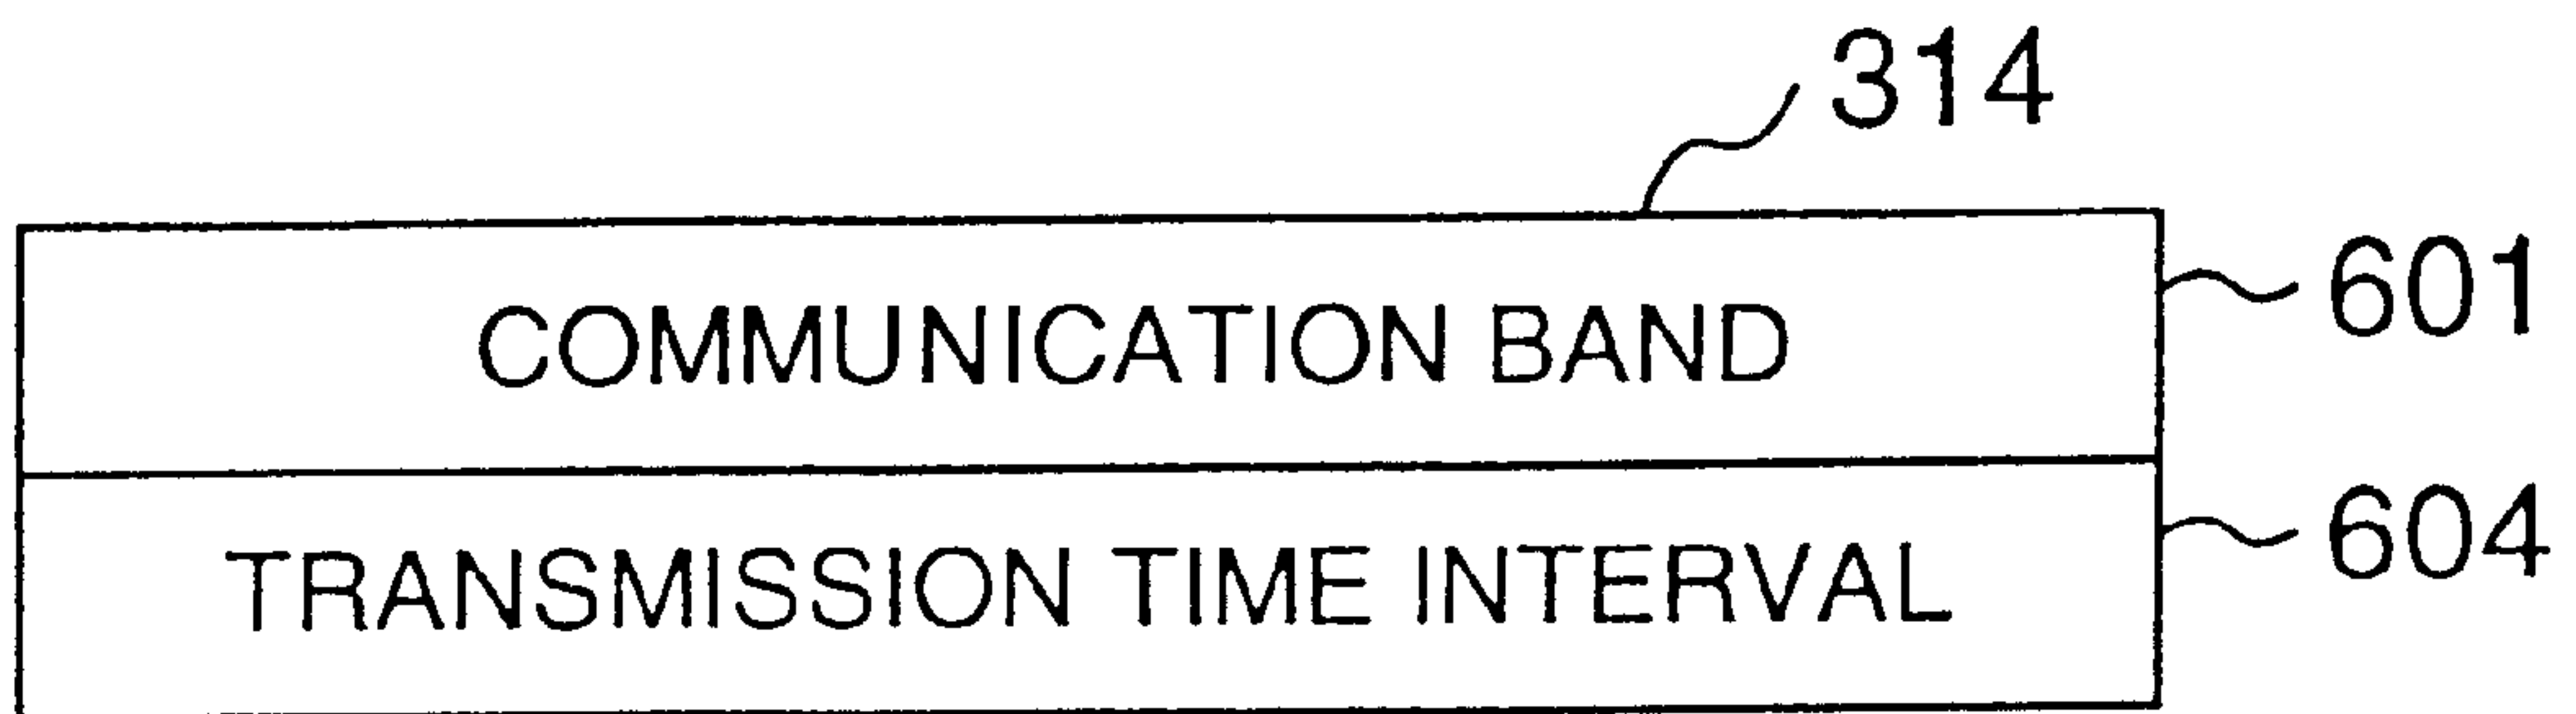 314
COMMUNICATION BAND 601
TRANSMISSION TIME INTERVAL 604